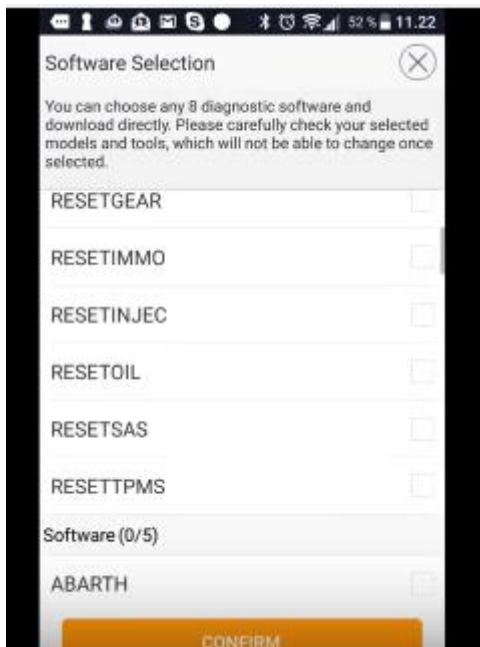 52 % 11.22
Software Selection
You can choose any 8 diagnostic software and
download directly. Please carefully check your selected
models and tools, which will not be able to change once
selected.
RESETGEAR
RESETIMMO
RESETINJEC
RESETOIL
RESETSAS
RESETTPMS
Software (0/5)
ABARTH
CONFIRM